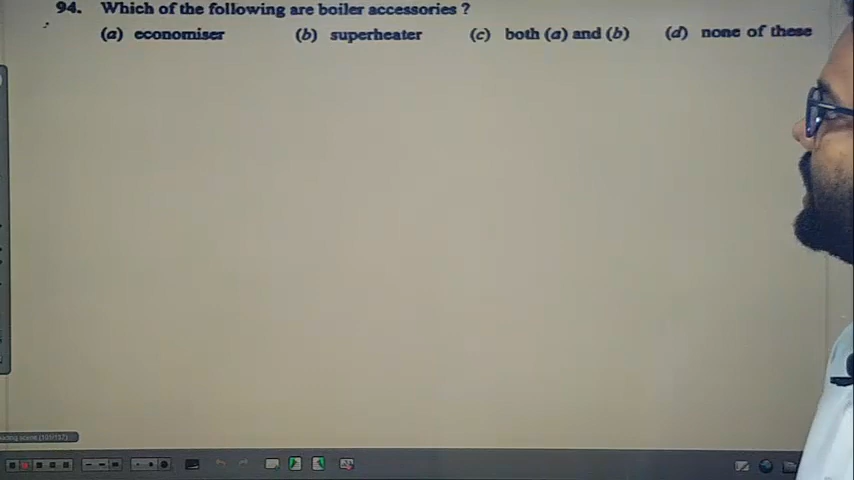 94. Which of the following are boiler accessories ?
(a) economiser (b) superheater (c) both (a) and (b) (d) none of these